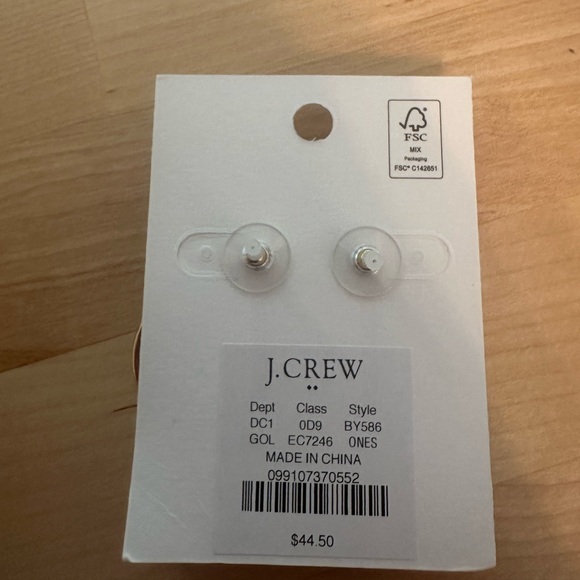 FSC
MIX
Packaging
FSC® C142651
J.CREW
Dept Class Style
DC1 0D9 BY586
GOL EC7246 ONES
MADE IN CHINA
099107370552
$44.50